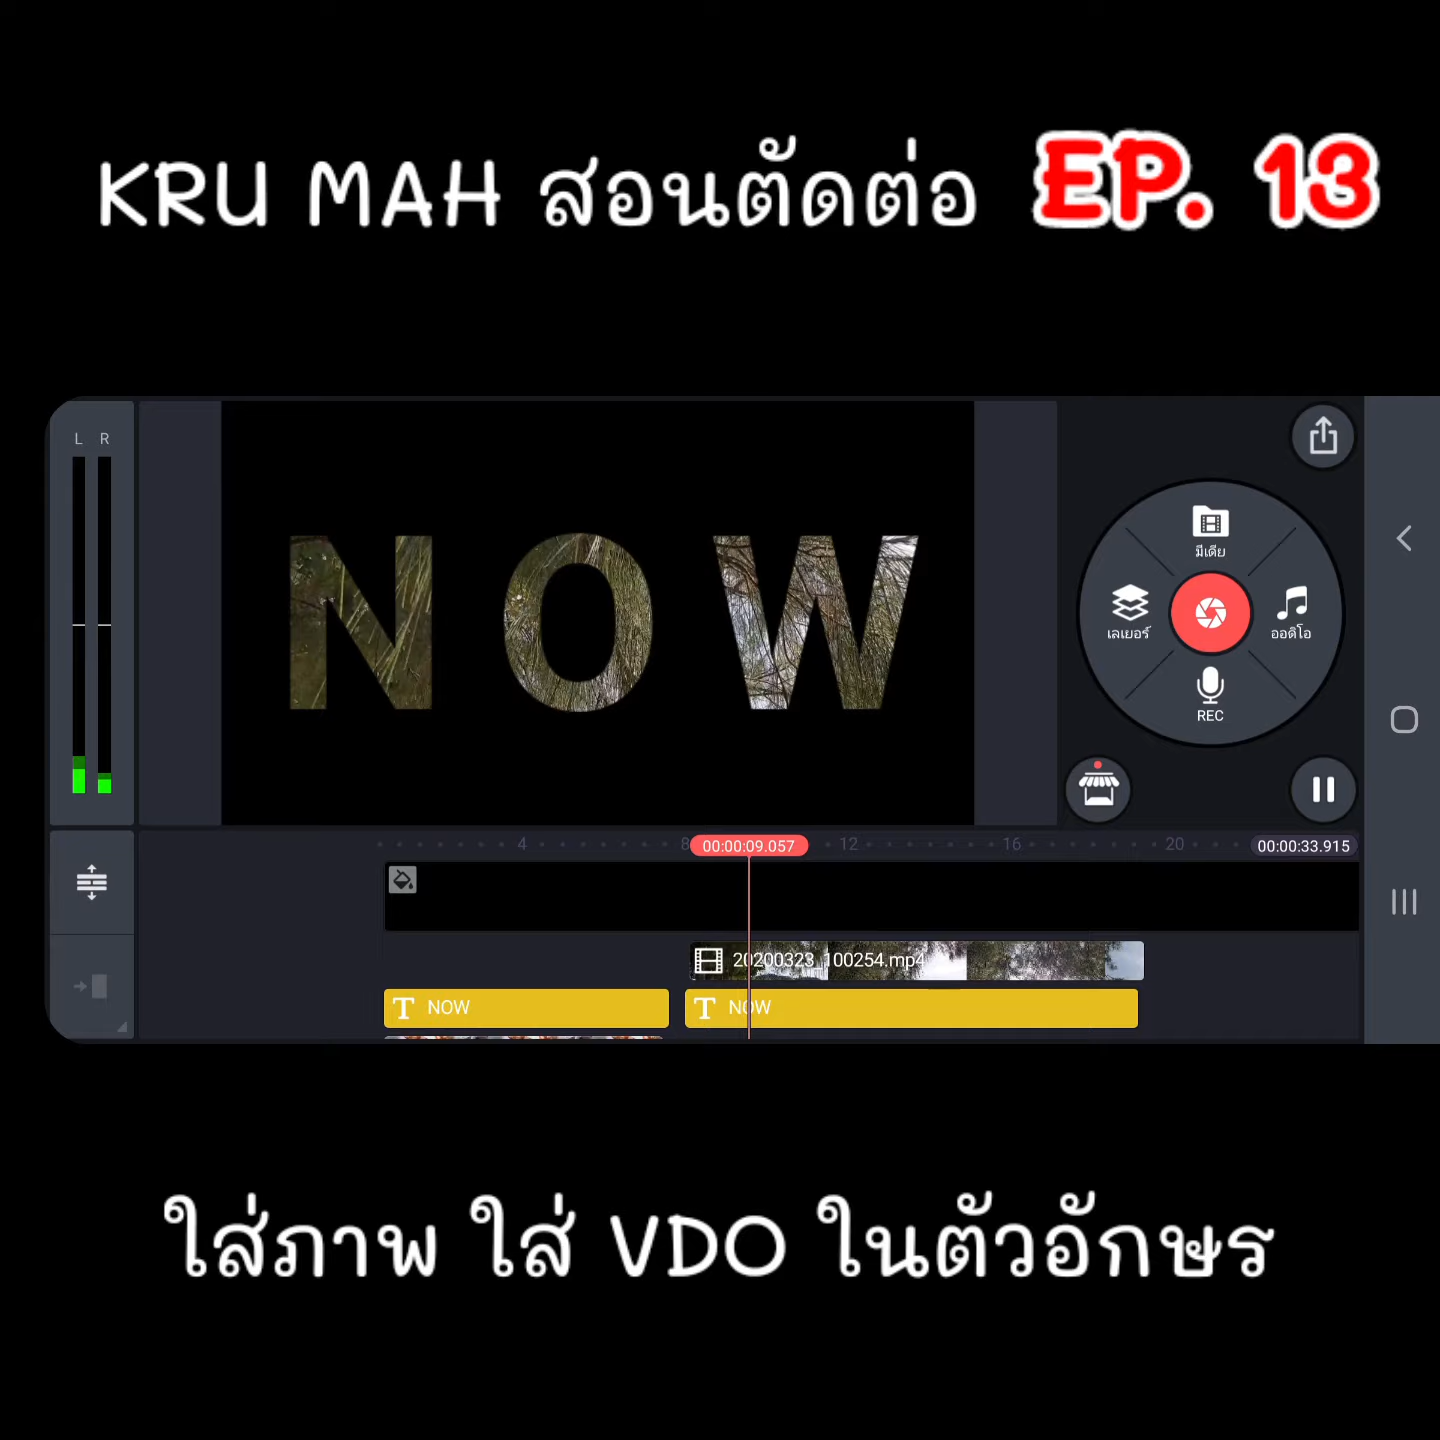 KRU MAH สอนตัดต่อ EP. 13
L R
NOW
มีเดีย
เลเยอร์
ออดิโอ
REC
4 8 00:00:09.057 12 16 20 00:00:33.915
20200323_100254.mp4
T NOW T NOW
ใส่ภาพ ใส่ VDO ในตัวอักษร